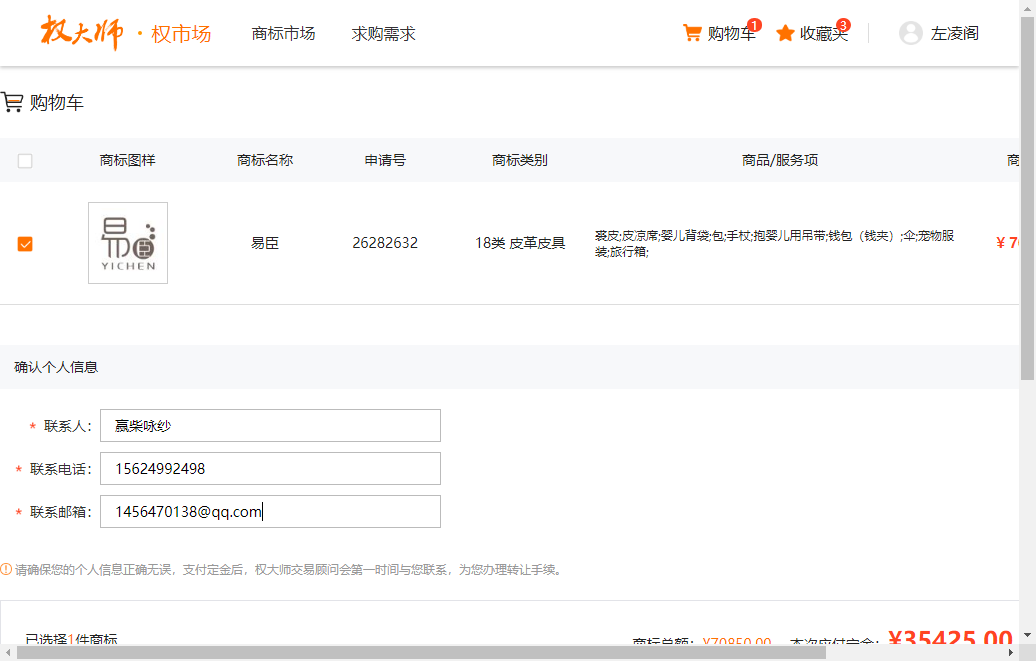 权大师 · 权市场 商标市场 求购需求 购物车 1 收藏夹 3 左凌阁
购物车
商标图样 商标名称 申请号 商标类别 商品/服务项 商
易臣 YICHEN
易臣 26282632 18类 皮革皮具 裘皮;皮凉席;婴儿背袋;包;手杖;抱婴儿用吊带;钱包（钱夹）;伞;宠物服
装;旅行箱;
¥ 70
确认个人信息
* 联系人: 赢柴咏纱
* 联系电话: 15624992498
* 联系邮箱: 1456470138@qq.com
请确保您的个人信息正确无误，支付定金后，权大师交易顾问会第一时间与您联系，为您办理转让手续。
已选择1件商标 商标总额: ¥70850.00 本次应付定金: ¥35425.00